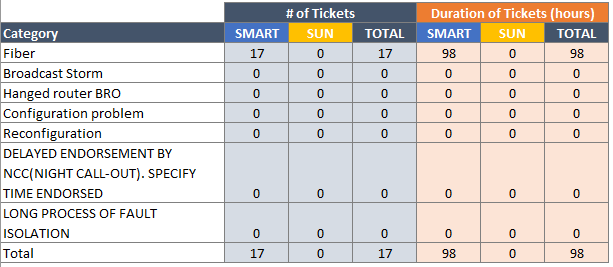 # of Tickets Duration of Tickets (hours)
Category SMART SUN TOTAL SMART SUN TOTAL
Fiber 17 0 17 98 0 98
Broadcast Storm 0 0 0 0 0 0
Hanged router BRO 0 0 0 0 0 0
Configuration problem 0 0 0 0 0 0
Reconfiguration 0 0 0 0 0 0
DELAYED ENDORSEMENT BY
NCC(NIGHT CALL-OUT). SPECIFY
TIME ENDORSED 0 0 0 0 0 0
LONG PROCESS OF FAULT
ISOLATION 0 0 0 0 0 0
Total 17 0 17 98 0 98